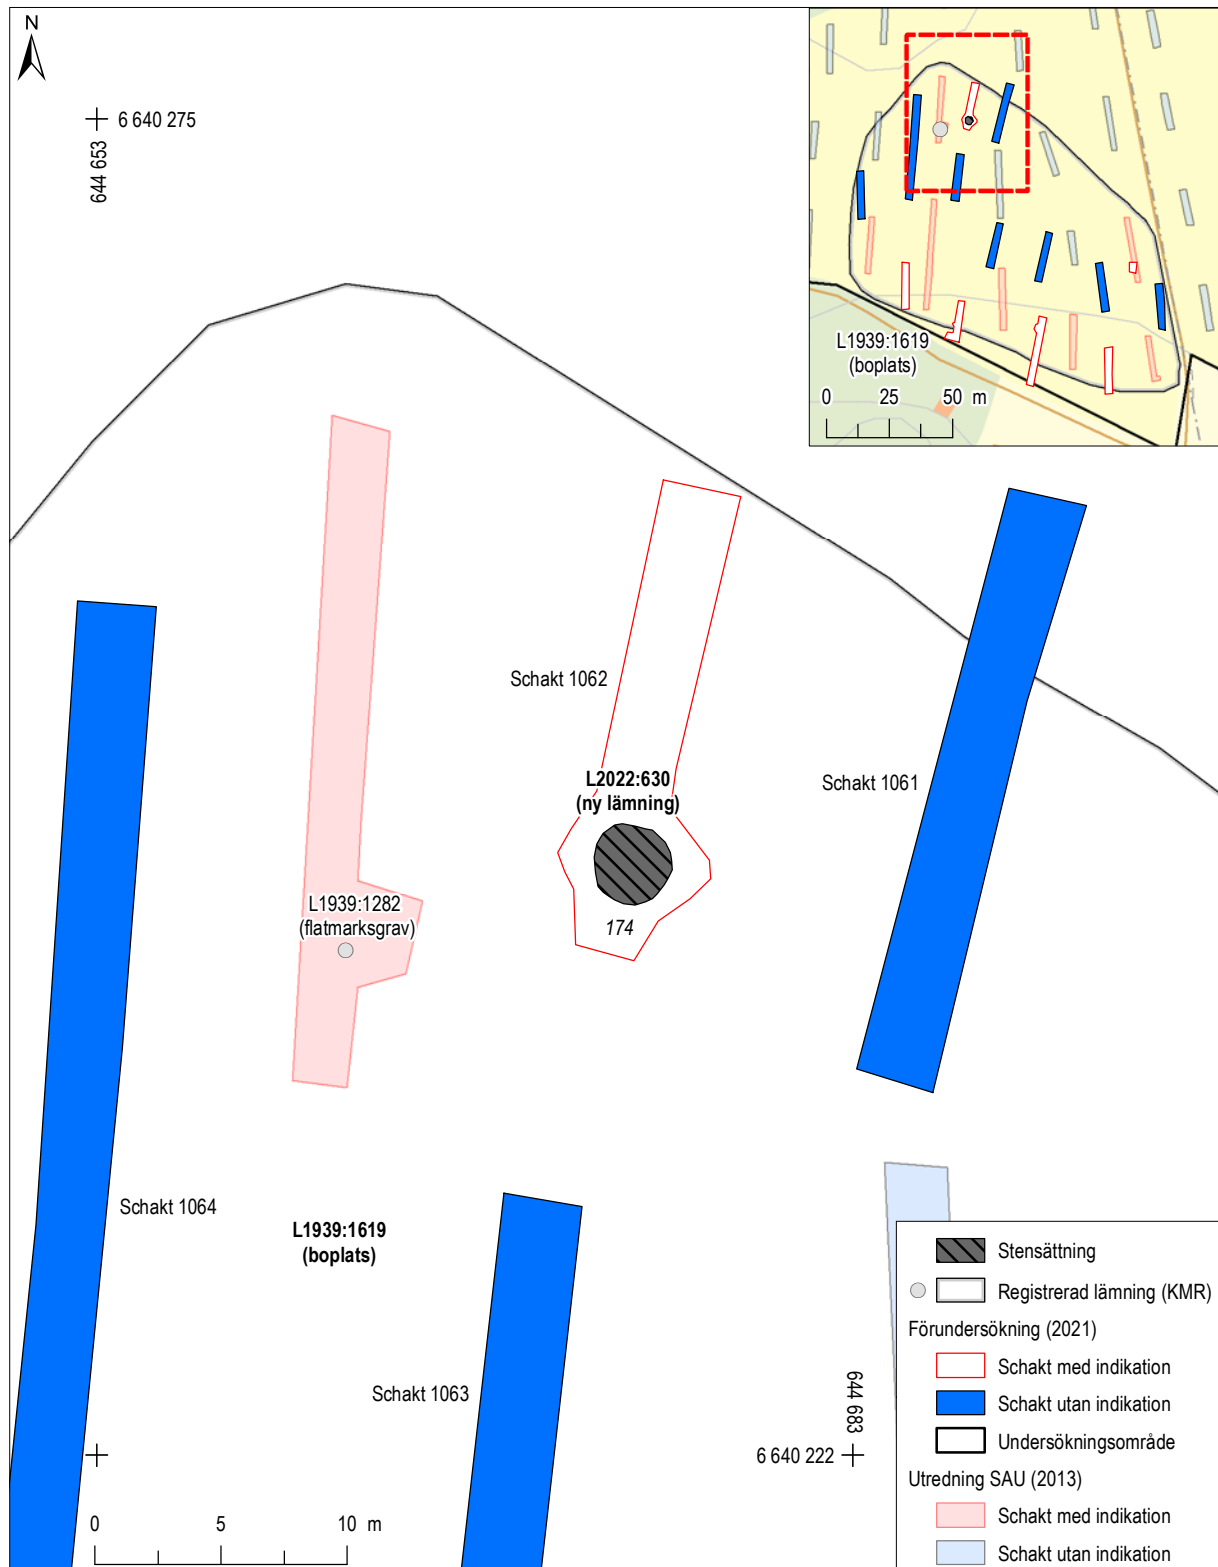 N
6 640 275
644 653
L1939:1619
(boplats)
0 25 50 m
Schakt 1062
L2022:630
(ny lämning)
Schakt 1061
L1939:1282
(flatmarksgrav)
174
Schakt 1064
L1939:1619
(boplats)
Schakt 1063
644 683
6 640 222
0 5 10 m
Stensättning
Registrerad lämning (KMR)
Förundersökning (2021)
Schakt med indikation
Schakt utan indikation
Undersökningsområde
Utredning SAU (2013)
Schakt med indikation
Schakt utan indikation